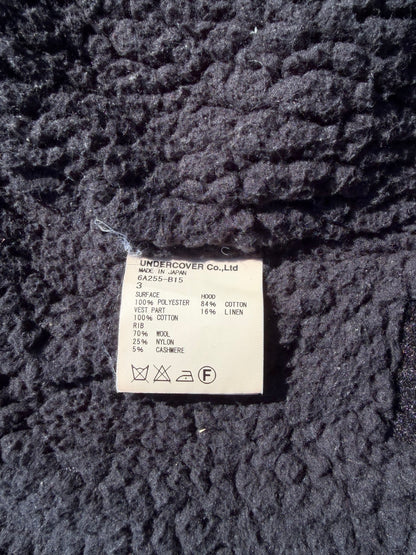 UNDERCOVER Co.,Ltd
MADE IN JAPAN
6A255-B15
3
SURFACE
100% POLYESTER
VEST PART
100% COTTON
RIB
70% WOOL
25% NYLON
5% CASHMERE
HOOD
84% COTTON
16% LINEN
F